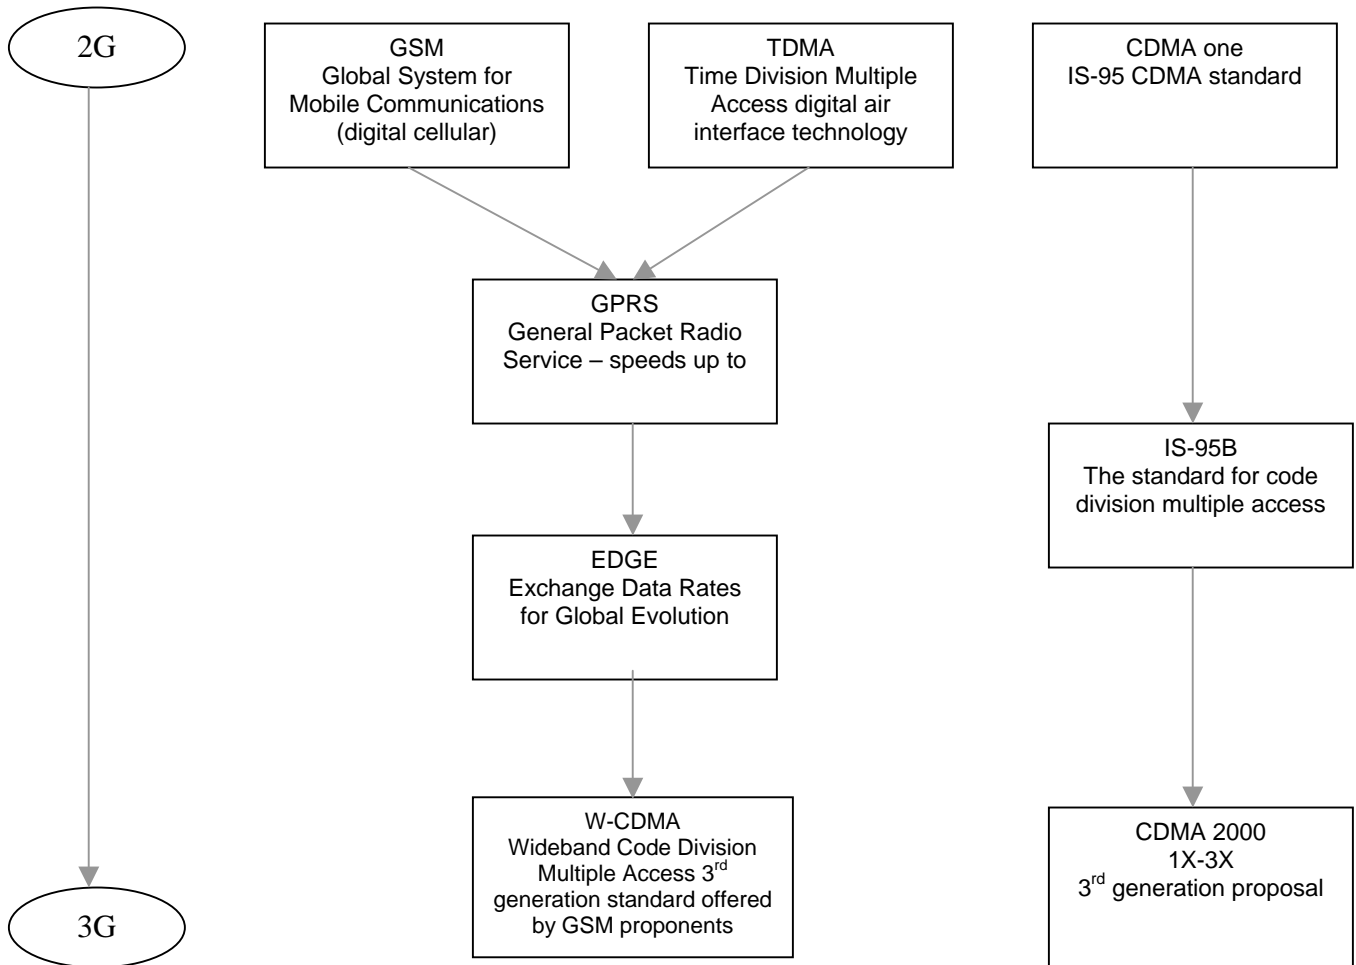 2G
GSM
Global System for
Mobile Communications
(digital cellular)
TDMA
Time Division Multiple
Access digital air
interface technology
CDMA one
IS-95 CDMA standard
GPRS
General Packet Radio
Service – speeds up to
IS-95B
The standard for code
division multiple access
EDGE
Exchange Data Rates
for Global Evolution
W-CDMA
Wideband Code Division
Multiple Access 3rd
generation standard offered
by GSM proponents
CDMA 2000
1X-3X
3rd generation proposal
3G